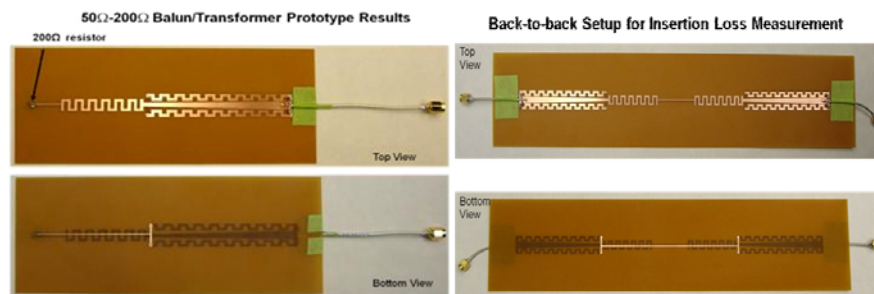 50Ω-200Ω Balun/Transformer Prototype Results
200Ω resistor
Top View
Bottom View
Back-to-back Setup for Insertion Loss Measurement
Top
View
Bottom
View